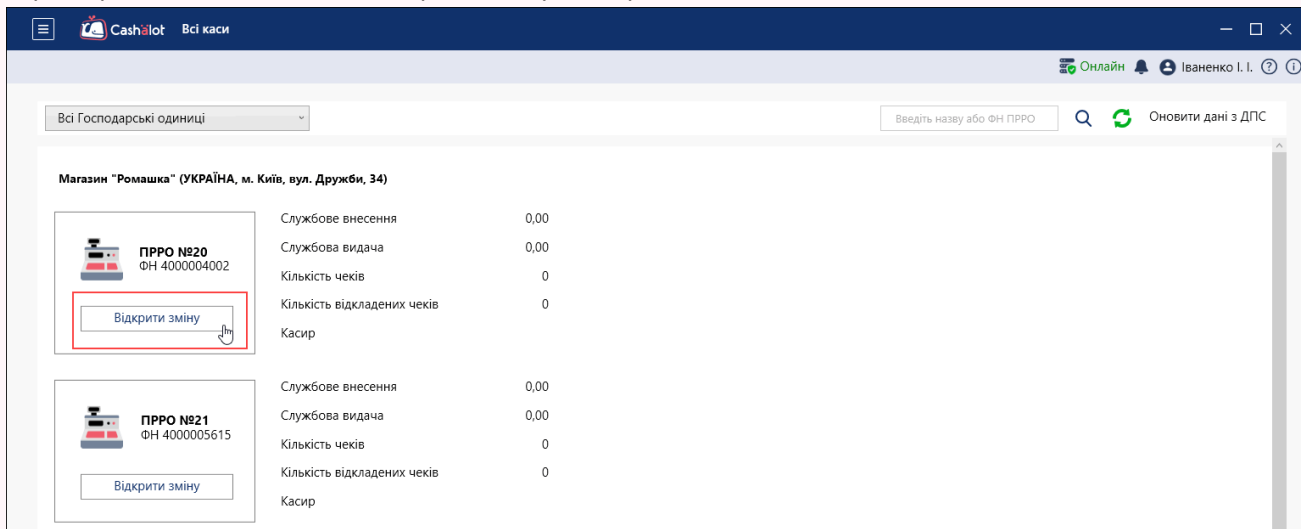 Cashalot Всі каси
Онлайн Іваненко І. І.
Всі Господарські одиниці
Введіть назву або ФН ПРРО
Оновити дані з ДПС
Магазин "Ромашка" (УКРАЇНА, м. Київ, вул. Дружби, 34)
ПРРО №20
ФН 4000004002
Відкрити зміну
Службове внесення 0,00
Службова видача 0,00
Кількість чеків 0
Кількість відкладених чеків 0
Касир
ПРРО №21
ФН 4000005615
Відкрити зміну
Службове внесення 0,00
Службова видача 0,00
Кількість чеків 0
Кількість відкладених чеків 0
Касир